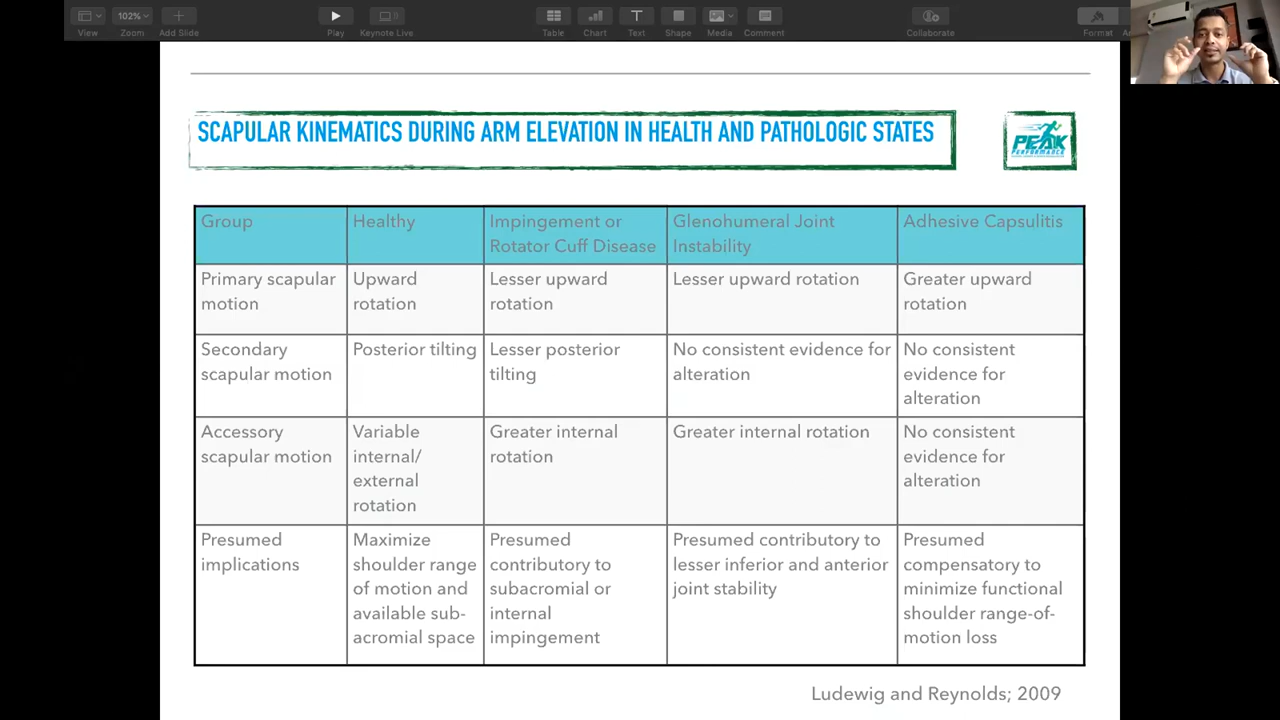 102%
View
Zoom
Add Slide
Play
Keynote Live
Table
Chart
Text
Shape
Media
Comment
Collaborate
Format
SCAPULAR KINEMATICS DURING ARM ELEVATION IN HEALTH AND PATHOLOGIC STATES
PEAK
PERFORMANCE
Group
Healthy
Impingement or
Rotator Cuff Disease
Glenohumeral Joint
Instability
Adhesive Capsulitis
Primary scapular
motion
Upward
rotation
Lesser upward
rotation
Lesser upward rotation
Greater upward
rotation
Secondary
scapular motion
Posterior tilting
Lesser posterior
tilting
No consistent evidence for
alteration
No consistent
evidence for
alteration
Accessory
scapular motion
Variable
internal/
external
rotation
Greater internal
rotation
Greater internal rotation
No consistent
evidence for
alteration
Presumed
implications
Maximize
shoulder range
of motion and
available sub-
acromial space
Presumed
contributory to
subacromial or
internal
impingement
Presumed contributory to
lesser inferior and anterior
joint stability
Presumed
compensatory to
minimize functional
shoulder range-of-
motion loss
Ludewig and Reynolds; 2009